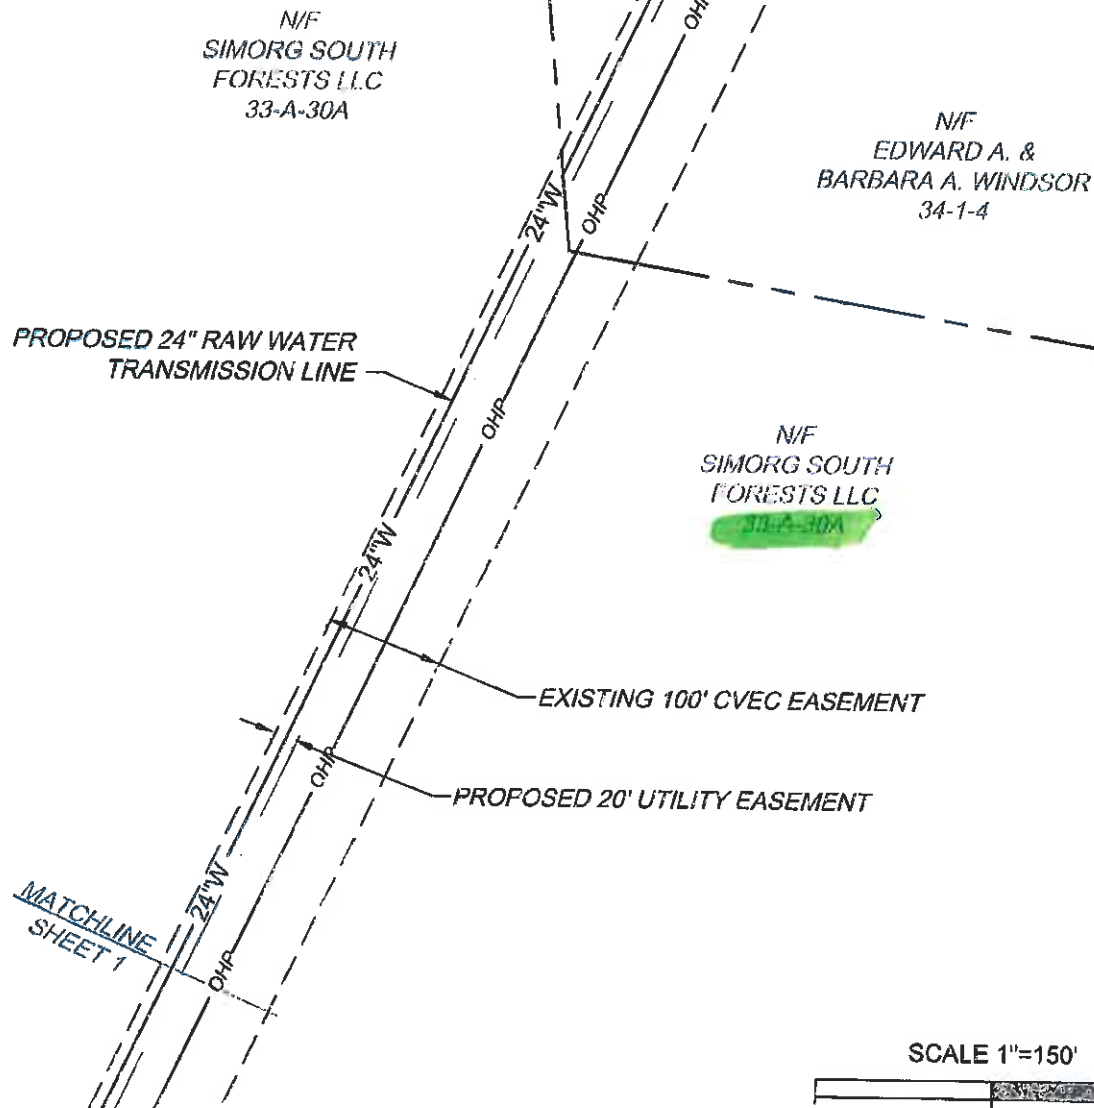 N/F
SIMORG SOUTH
FORESTS LLC
33-A-30A
OHP
N/F
EDWARD A. &
BARBARA A. WINDSOR
34-1-4
24"W
OHP
PROPOSED 24" RAW WATER
TRANSMISSION LINE
OHP
N/F
SIMORG SOUTH
FORESTS LLC
33-A-30A
24"W
EXISTING 100' CVEC EASEMENT
OHP
PROPOSED 20' UTILITY EASEMENT
24"W
MATCHLINE
SHEET 1
OHP
SCALE 1"=150'